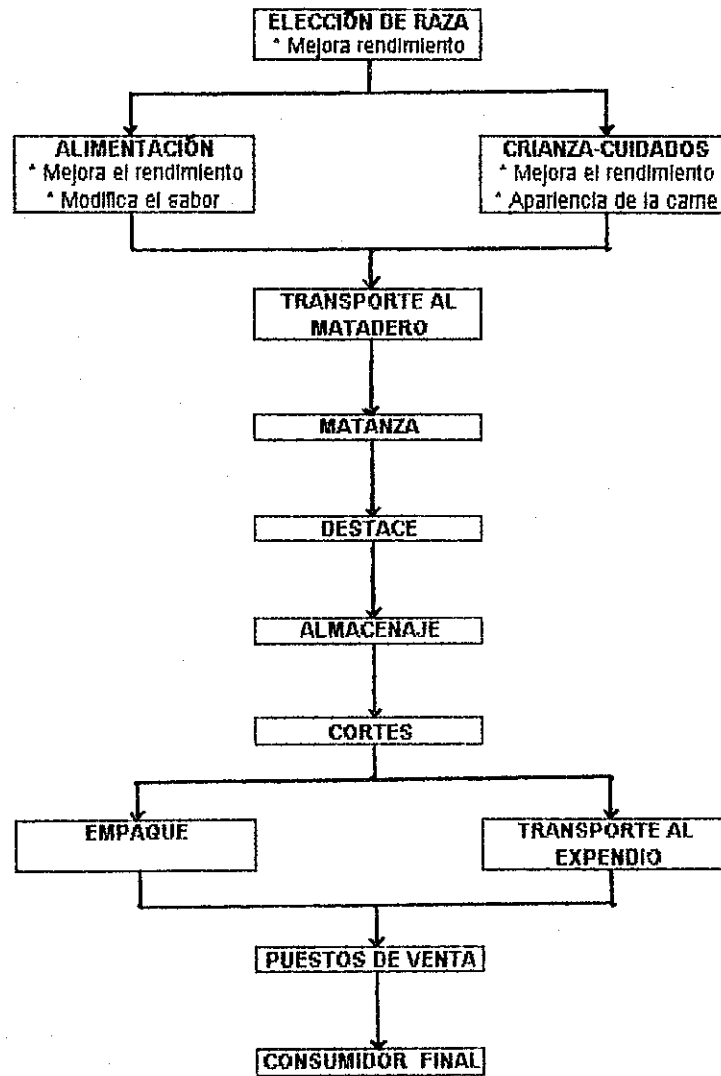 ELECCIÓN DE RAZA
* Mejora rendimiento
ALIMENTACIÓN
* Mejora el rendimiento
* Modifica el sabor
CRIANZA-CUIDADOS
* Mejora el rendimiento
* Apariencia de la carne
TRANSPORTE AL
MATADERO
MATANZA
DESTACE
ALMACENAJE
CORTES
EMPAQUE
TRANSPORTE AL
EXPENDIO
PUESTOS DE VENTA
CONSUMIDOR FINAL